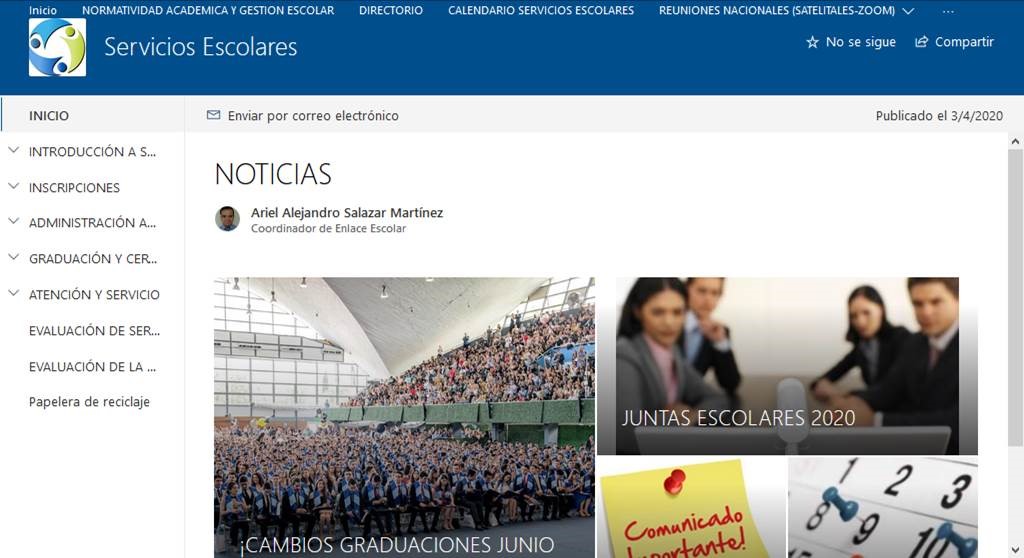 Inicio
NORMATIVIDAD ACADEMICA Y GESTION ESCOLAR
DIRECTORIO
CALENDARIO SERVICIOS ESCOLARES
REUNIONES NACIONALES (SATELITALES-ZOOM)
...
Servicios Escolares
No se sigue
Compartir
INICIO
Enviar por correo electrónico
Publicado el 3/4/2020
INTRODUCCIÓN A S...
INSCRIPCIONES
ADMINISTRACIÓN A...
GRADUACIÓN Y CER...
ATENCIÓN Y SERVICIO
EVALUACIÓN DE SER...
EVALUACIÓN DE LA ...
Papelera de reciclaje
NOTICIAS
Ariel Alejandro Salazar Martínez
Coordinador de Enlace Escolar
¡CAMBIOS GRADUACIONES JUNIO
JUNTAS ESCOLARES 2020
Comunicado
Importante!
1 2 3
8 9 10